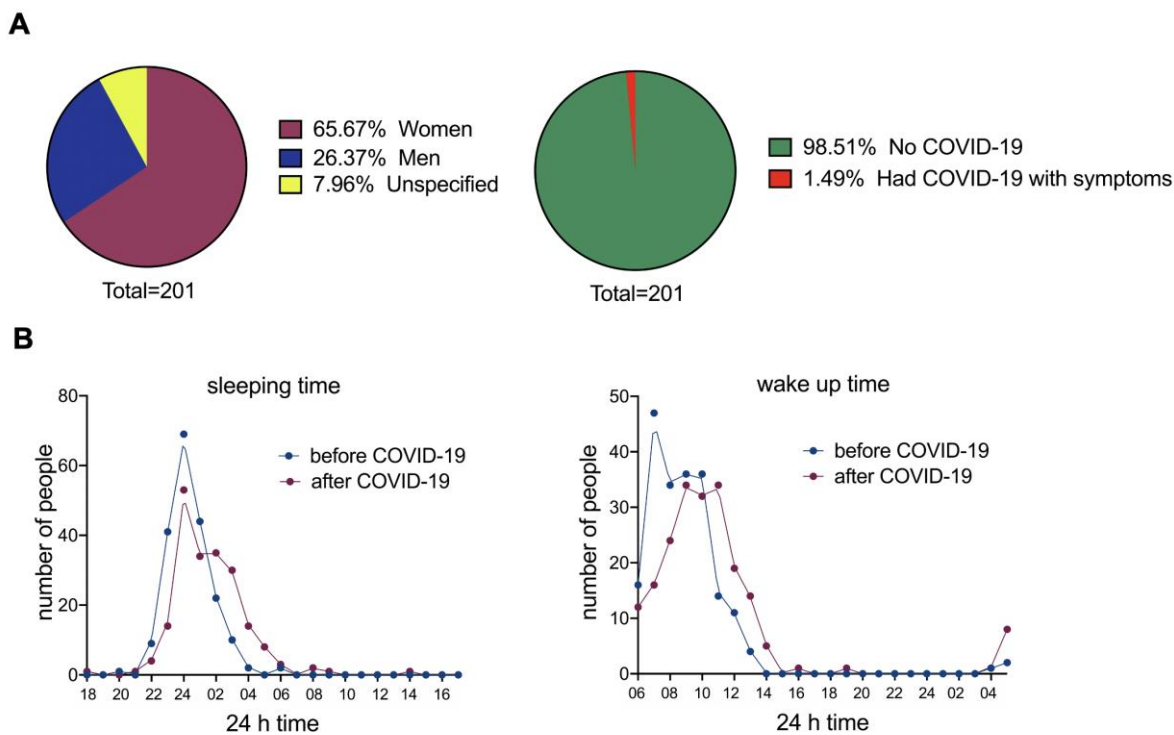 A
65.67% Women
26.37% Men
7.96% Unspecified
Total=201
98.51% No COVID-19
1.49% Had COVID-19 with symptoms
Total=201
B
sleeping time
number of people
80
60
40
20
0
before COVID-19
after COVID-19
18 20 22 24 02 04 06 08 10 12 14 16
24 h time
wake up time
number of people
50
40
30
20
10
0
before COVID-19
after COVID-19
06 08 10 12 14 16 18 20 22 24 02 04
24 h time